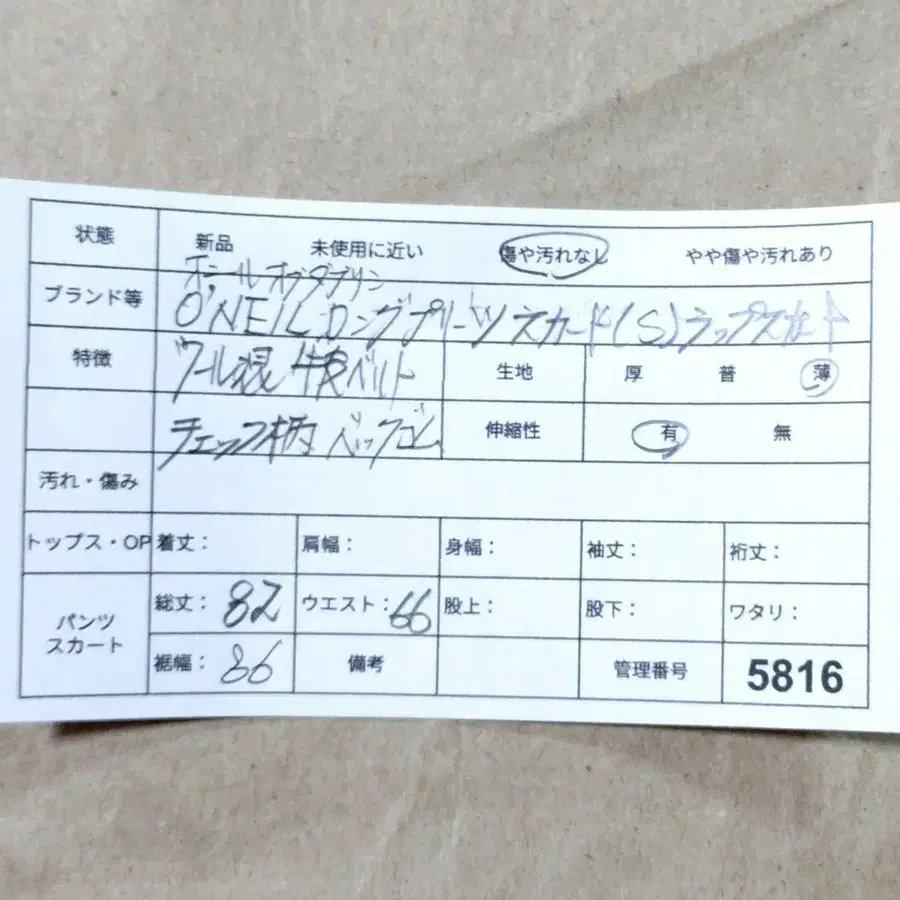 状態 新品 未使用に近い 傷や汚れなし やや傷や汚れあり
オニールオブダブリン
ブランド等 O'NEIL ロングプリーツスカート(S)ラップスカート
特徴 ウール混 牛革ベルト 生地 厚 普 薄
チェック柄 バックゴム 伸縮性 有 無
汚れ・傷み
トップス・OP 着丈： 肩幅： 身幅： 袖丈： 裄丈：
パンツ スカート 総丈： 82 ウエスト： 66 股上： 股下： ワタリ：
裾幅： 86 備考 管理番号 5816